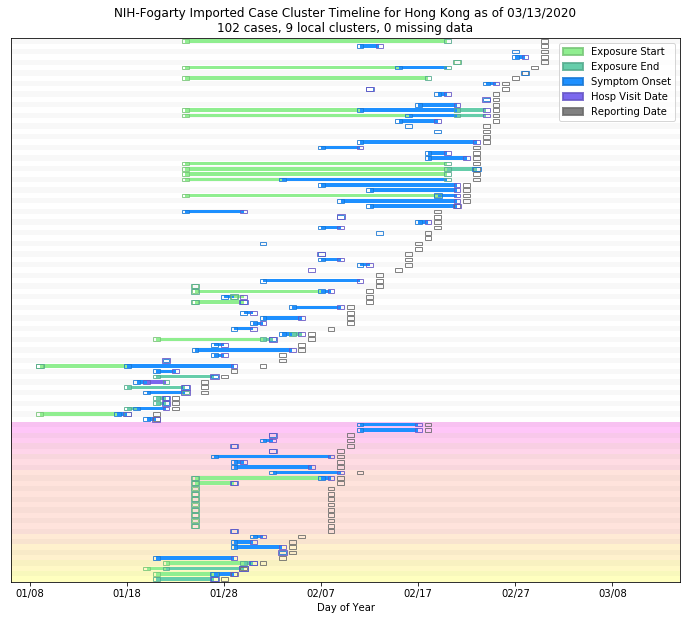 NIH-Fogarty Imported Case Cluster Timeline for Hong Kong as of 03/13/2020
102 cases, 9 local clusters, 0 missing data
Exposure Start
Exposure End
Symptom Onset
Hosp Visit Date
Reporting Date
01/08 01/18 01/28 02/07 02/17 02/27 03/08
Day of Year